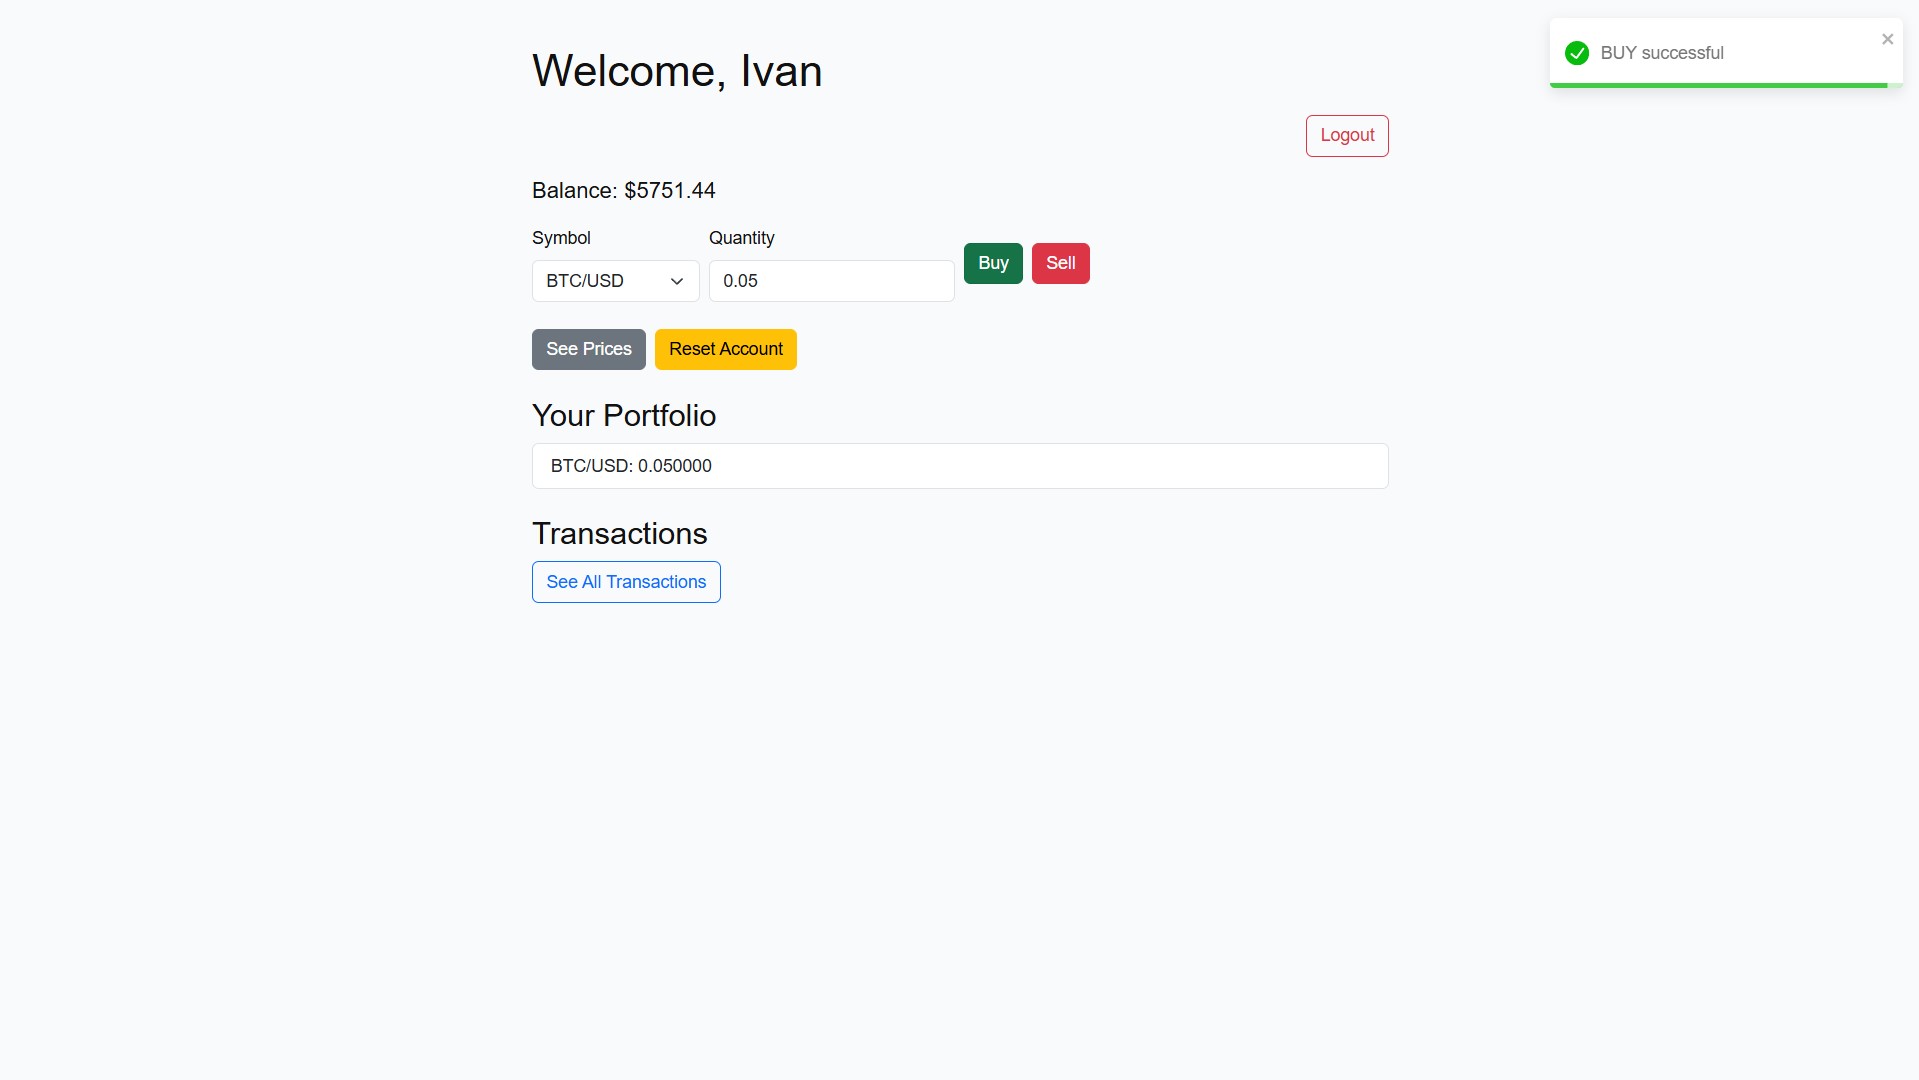 Welcome, Ivan
BUY successful
Logout
Balance: $5751.44
Symbol
Quantity
BTC/USD
0.05
Buy
Sell
See Prices
Reset Account
Your Portfolio
BTC/USD: 0.050000
Transactions
See All Transactions